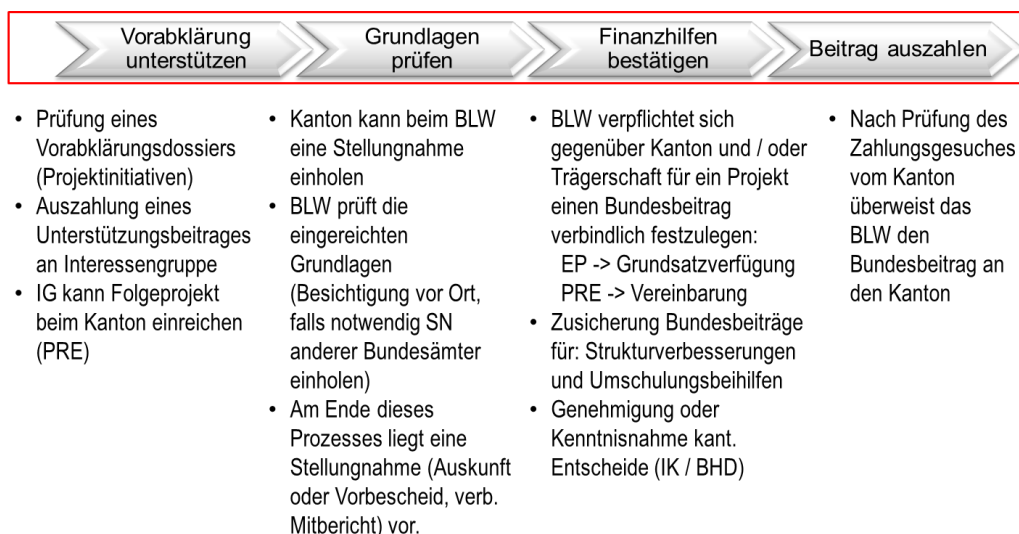 Vorabklärung
unterstützen
Grundlagen
prüfen
Finanzhilfen
bestätigen
Beitrag auszahlen
• Prüfung eines
Vorabklärungsdossiers
(Projektinitiativen)
• Auszahlung eines
Unterstützungsbeitrages
an Interessengruppe
• IG kann Folgeprojekt
beim Kanton einreichen
(PRE)
• Kanton kann beim BLW
eine Stellungnahme
einholen
• BLW prüft die
eingereichten
Grundlagen
(Besichtigung vor Ort,
falls notwendig SN
anderer Bundesämter
einholen)
• Am Ende dieses
Prozesses liegt eine
Stellungnahme (Auskunft
oder Vorbescheid, verb.
Mitbericht) vor.
• BLW verpflichtet sich
gegenüber Kanton und / oder
Trägerschaft für ein Projekt
einen Bundesbeitrag
verbindlich festzulegen:
EP -> Grundsatzverfügung
PRE -> Vereinbarung
• Zusicherung Bundesbeiträge
für: Strukturverbesserungen
und Umschulungsbeihilfen
• Genehmigung oder
Kenntnisnahme kant.
Entscheide (IK / BHD)
• Nach Prüfung des
Zahlungsgesuches
vom Kanton
überweist das
BLW den
Bundesbeitrag an
den Kanton